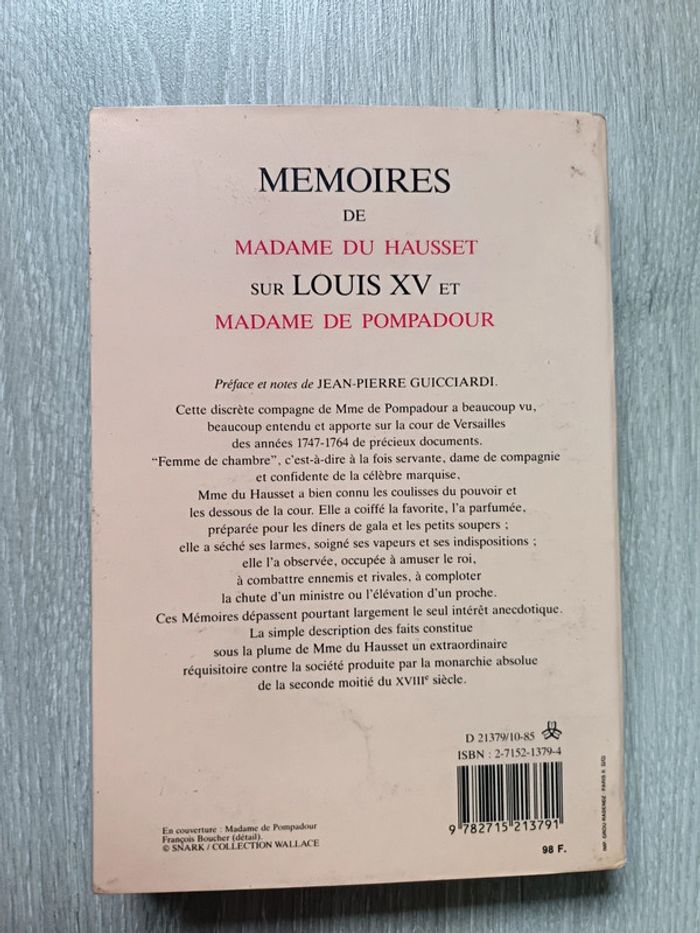 MEMOIRES
DE
MADAME DU HAUSSET
SUR LOUIS XV ET
MADAME DE POMPADOUR
Préface et notes de JEAN-PIERRE GUICCIARDI.
Cette discrète compagne de Mme de Pompadour a beaucoup vu,
beaucoup entendu et apporte sur la cour de Versailles
des années 1747-1764 de précieux documents.
“Femme de chambre”, c’est-à-dire à la fois servante, dame de compagnie
et confidente de la célèbre marquise,
Mme du Hausset a bien connu les coulisses du pouvoir et
les dessous de la cour. Elle a coiffé la favorite, l’a parfumée,
préparée pour les dîners de gala et les petits soupers ;
elle a séché ses larmes, soigné ses vapeurs et ses indispositions ;
elle l’a observée, occupée à amuser le roi,
à combattre ennemis et rivales, à comploter
la chute d’un ministre ou l’élévation d’un proche.
Ces Mémoires dépassent pourtant largement le seul intérêt anecdotique.
La simple description des faits constitue
sous la plume de Mme du Hausset un extraordinaire
réquisitoire contre la société produite par la monarchie absolue
de la seconde moitié du XVIIIe siècle.
D 21379/10-85
ISBN : 2-7152-1379-4
9 782715 213791
98 F.
En couverture : Madame de Pompadour
François Boucher (détail).
© SNARK / COLLECTION WALLACE